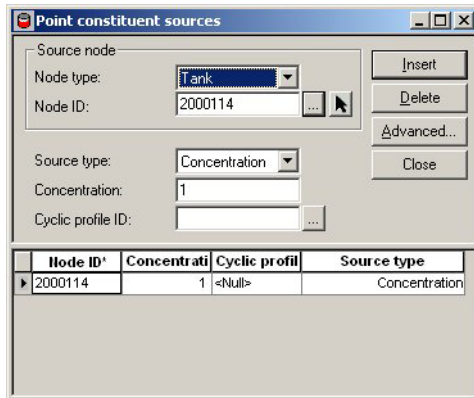 Point constituent sources
Source node
Node type: Tank
Node ID: 2000114 ...
Source type: Concentration
Concentration: 1
Cyclic profile ID: ...
Insert
Delete
Advanced...
Close
Node ID* Concentrati Cyclic profil Source type
2000114 1 <Null> Concentration